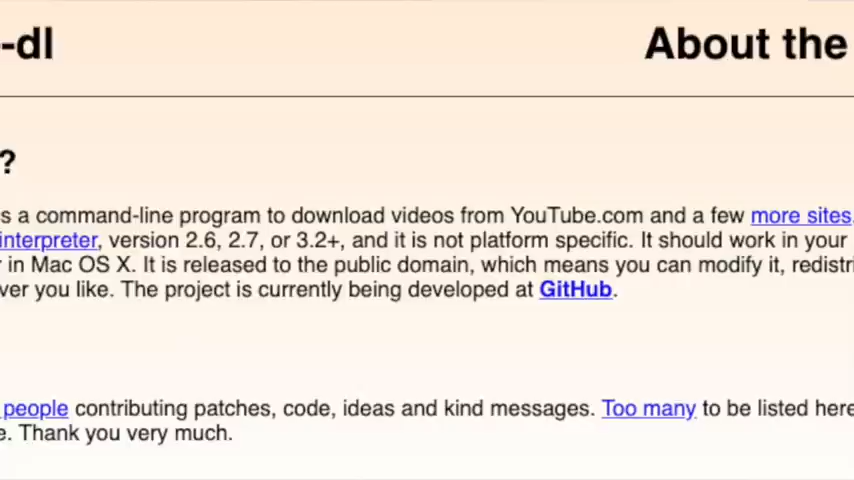 -dl
About the
?
s a command-line program to download videos from YouTube.com and a few more sites.
interpreter, version 2.6, 2.7, or 3.2+, and it is not platform specific. It should work in your
r in Mac OS X. It is released to the public domain, which means you can modify it, redistri
ver you like. The project is currently being developed at GitHub.
people contributing patches, code, ideas and kind messages. Too many to be listed here
e. Thank you very much.